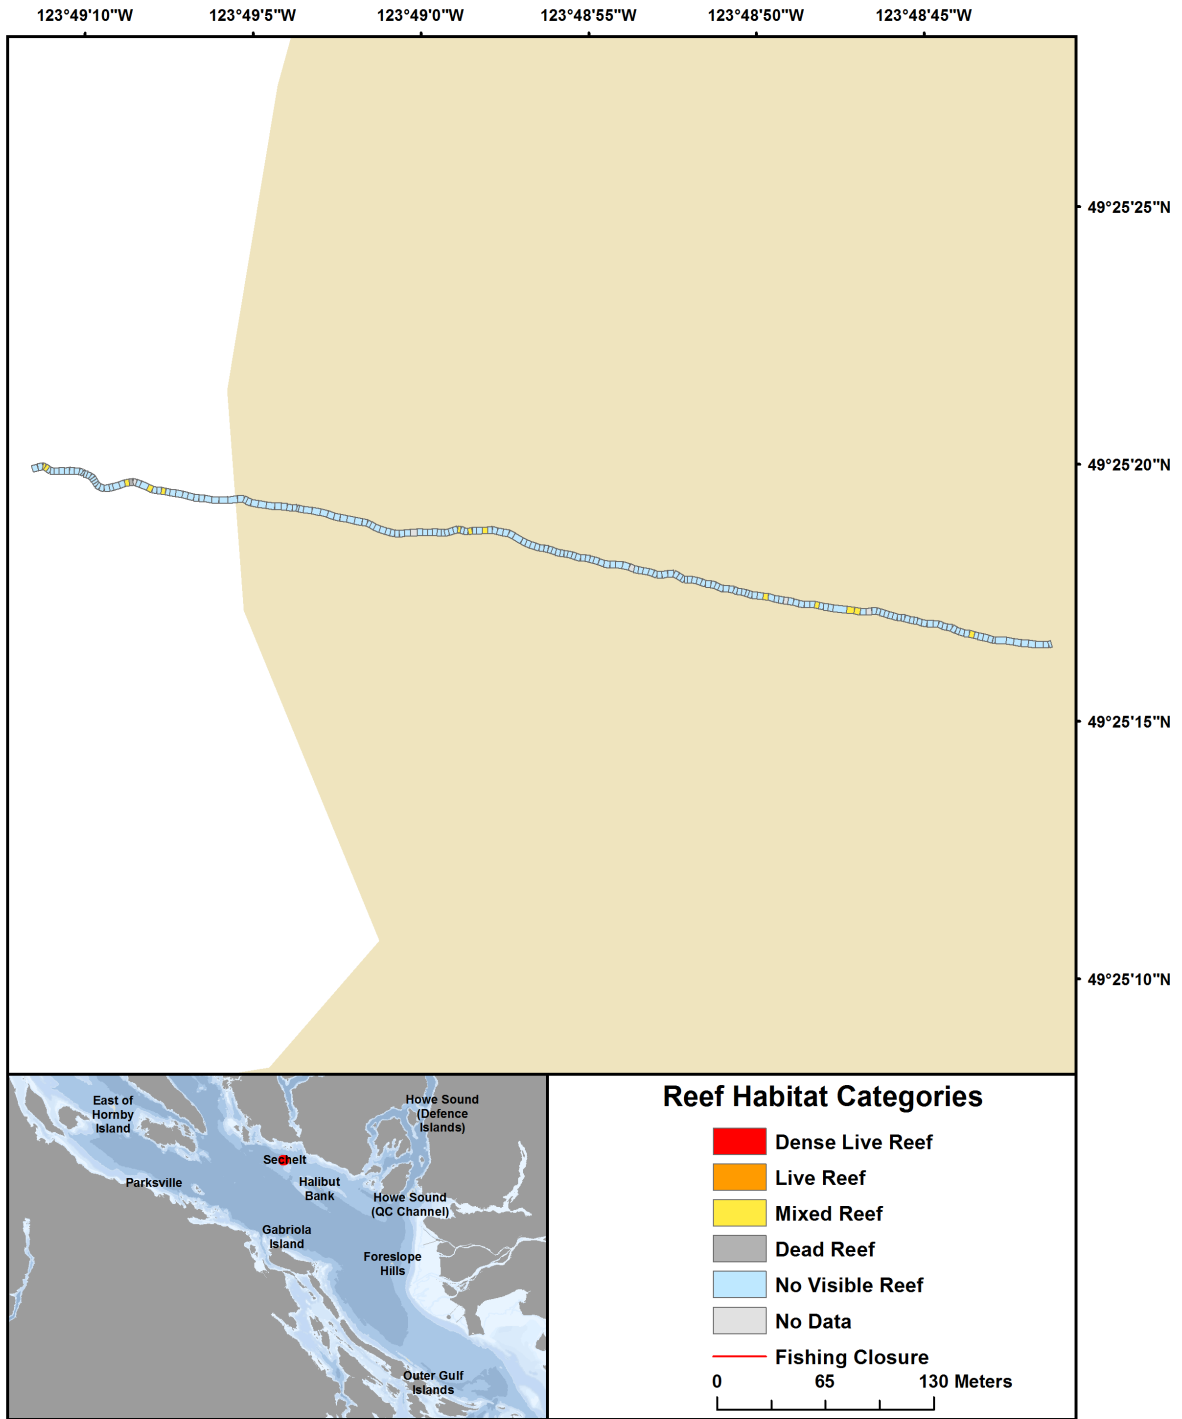 123°49'10"W 123°49'5"W 123°49'0"W 123°48'55"W 123°48'50"W 123°48'45"W
49°25'25"N
49°25'20"N
49°25'15"N
49°25'10"N
East of
Hornby
Island
Howe Sound
(Defence
Islands)
Sechelt
Parksville
Halibut
Bank
Howe Sound
(QC Channel)
Gabriola
Island
Foreslope
Hills
Outer Gulf
Islands
Reef Habitat Categories
Dense Live Reef
Live Reef
Mixed Reef
Dead Reef
No Visible Reef
No Data
Fishing Closure
0 65 130 Meters